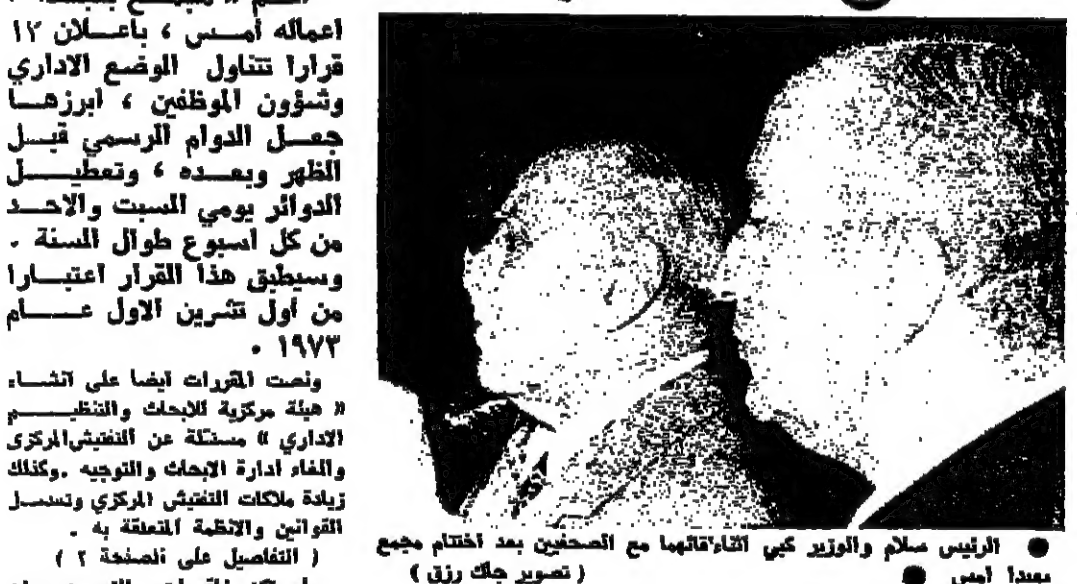 اعماله أمس ، باعلان ١٢
قرارا تتناول الوضع الاداري
وشؤون الموظفين ، ابرزها
جعل الدوام الرسمي قبل
الظهر وبعده ، وتعطيل
الدوائر يومي السبت والاحد
من كل اسبوع طوال السنة .
وسيطبق هذا القرار اعتبارا
من أول تشرين الاول عام
١٩٧٣ .
ونصت المقررات ايضا على انشاء
« هيئة مركزية للابحاث والتنظيم
الاداري » مستقلة عن التفتيش المركزي
والغاء ادارة الابحاث والتوجيه . وكذلك
زيادة ملاكات التفتيش المركزي وتعديل
القوانين والانظمة المتعلقة به .
( التفاصيل على الصفحة ٢ )
الرئيس سلام والوزير كبي اثناء لقائهما مع الصحفيين بعد اختتام مجمع
أمس
( تصوير جاك رزق )